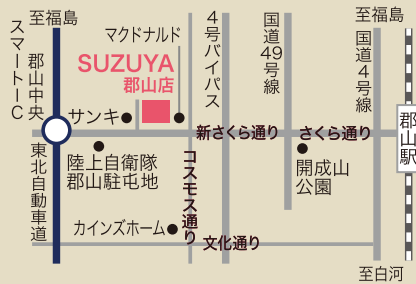 至福島
スマートIC
郡山中央
マクドナルド
SUZUYA
郡山店
サンキ
4号バイパス
国道49号線
至福島
国道4号線
郡山駅
新さくら通り
さくら通り
東北自動車道
陸上自衛隊
郡山駐屯地
コスモス通り
開成山
公園
カインズホーム
文化通り
至白河